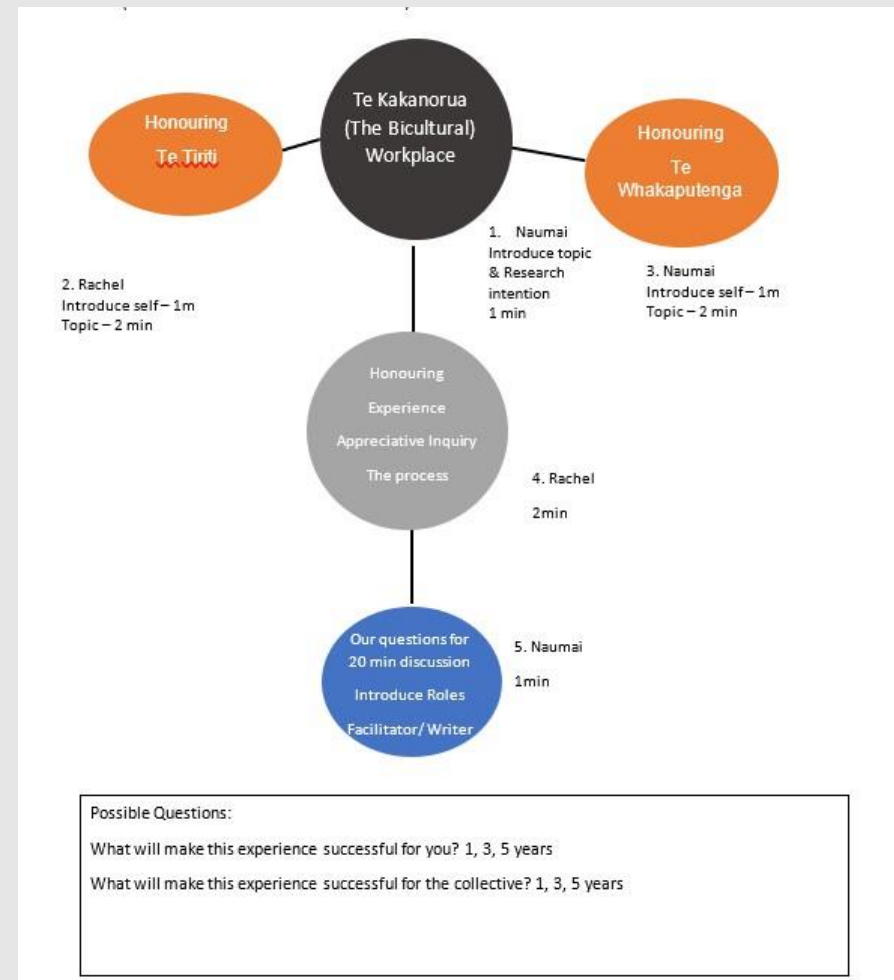 Te Kakanorua
(The Bicultural)
Workplace
Honouring
Te Tiriti
Honouring
Te
Whakaputenga
1. Naumai
Introduce topic
& Research
intention
1 min
2. Rachel
Introduce self – 1m
Topic – 2 min
3. Naumai
Introduce self – 1m
Topic – 2 min
Honouring
Experience
Appreciative Inquiry
The process
4. Rachel
2min
Our questions for
20 min discussion
Introduce Roles
Facilitator/ Writer
5. Naumai
1min
Possible Questions:
What will make this experience successful for you? 1, 3, 5 years
What will make this experience successful for the collective? 1, 3, 5 years